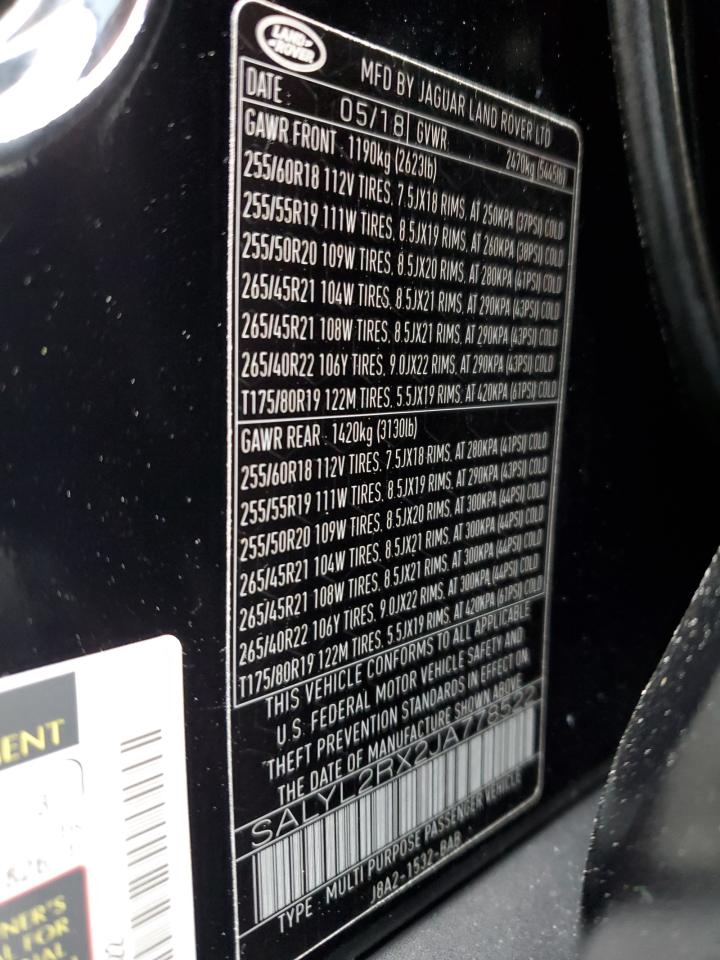 LAND ROVER
MFD BY JAGUAR LAND ROVER LTD
DATE : 05/18 GVWR: 2470kg (5445lb)
GAWR FRONT : 1190kg (2623lb)
255/60R18 112V TIRES, 7.5JX18 RIMS, AT 250KPA (37PSI) COLD
255/55R19 111W TIRES, 8.5JX19 RIMS, AT 260KPA (38PSI) COLD
255/50R20 109W TIRES, 8.5JX20 RIMS, AT 280KPA (41PSI) COLD
265/45R21 104W TIRES, 8.5JX21 RIMS, AT 290KPA (43PSI) COLD
265/45R21 108W TIRES, 8.5JX21 RIMS, AT 290KPA (43PSI) COLD
265/40R22 106Y TIRES, 9.0JX22 RIMS, AT 290KPA (43PSI) COLD
T175/80R19 122M TIRES, 5.5JX19 RIMS, AT 420KPA (61PSI) COLD
GAWR REAR : 1420kg (3130lb)
255/60R18 112V TIRES, 7.5JX18 RIMS, AT 280KPA (41PSI) COLD
255/55R19 111W TIRES, 8.5JX19 RIMS, AT 290KPA (43PSI) COLD
255/50R20 109W TIRES, 8.5JX20 RIMS, AT 300KPA (44PSI) COLD
265/45R21 104W TIRES, 8.5JX21 RIMS, AT 300KPA (44PSI) COLD
265/45R21 108W TIRES, 8.5JX21 RIMS, AT 300KPA (44PSI) COLD
265/40R22 106Y TIRES, 9.0JX22 RIMS, AT 300KPA (44PSI) COLD
T175/80R19 122M TIRES, 5.5JX19 RIMS, AT 420KPA (61PSI) COLD
THIS VEHICLE CONFORMS TO ALL APPLICABLE
U.S. FEDERAL MOTOR VEHICLE SAFETY AND
THEFT PREVENTION STANDARDS IN EFFECT ON
THE DATE OF MANUFACTURE SHOWN ABOVE
SALYL2RX2JA778522
TYPE : MULTI PURPOSE PASSENGER VEHICLE
J8A2-1532-BAB
ENT
NER'S
FOR